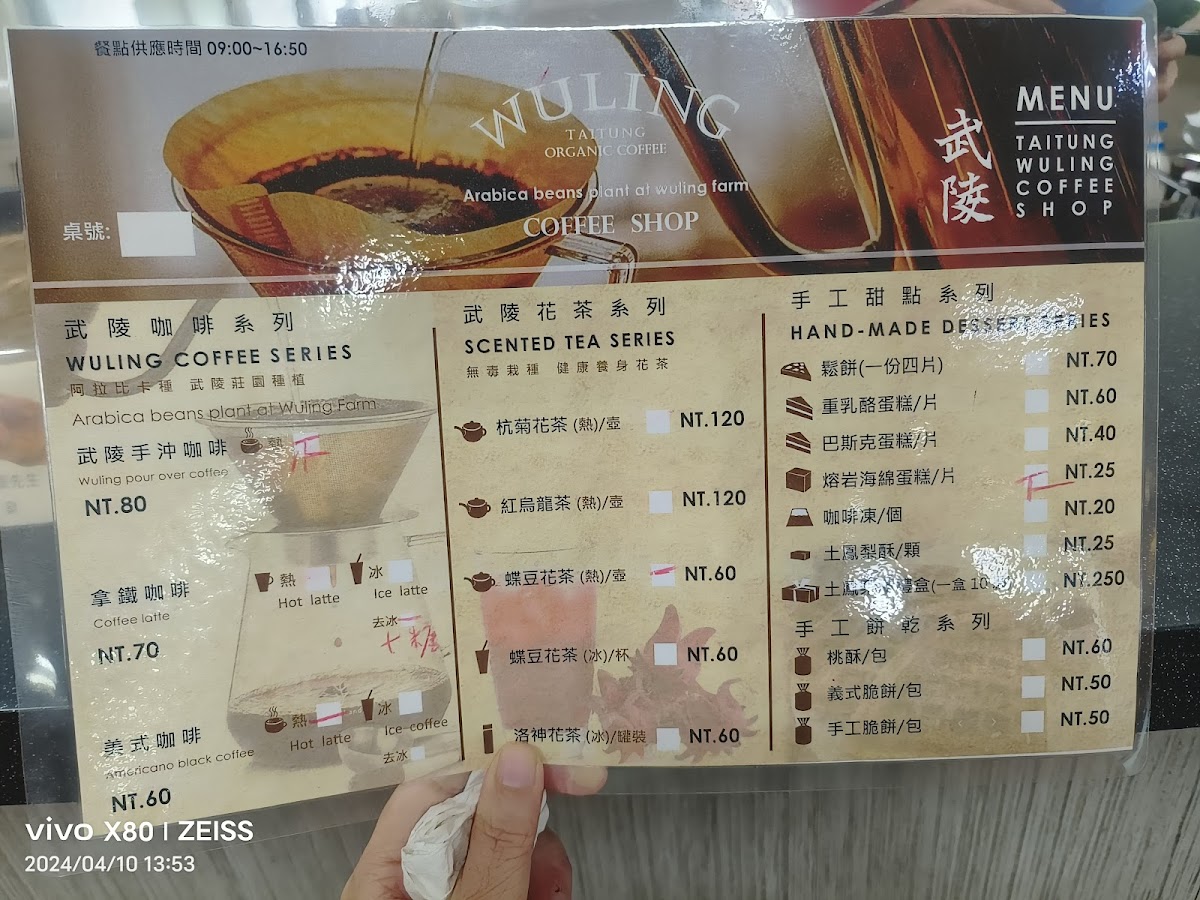 餐點供應時間 09:00~16:50
WULING
TAITUNG
ORGANIC COFFEE
Arabica beans plant at wuling farm
COFFEE SHOP
武陵
MENU
TAITUNG
WULING
COFFEE
SHOP
桌號:
武陵咖啡系列
WULING COFFEE SERIES
阿拉比卡種 武陵莊園種植
Arabica beans plant at Wuling Farm
武陵手沖咖啡 熱
Wuling pour over coffee
NT.80
拿鐵咖啡 熱 冰
Coffee latte Hot latte Ice latte
去冰
NT.70
十糖
美式咖啡 熱 冰
Americano black coffee Hot latte Ice-coffee
去冰
NT.60
武陵花茶系列
SCENTED TEA SERIES
無毒栽種 健康養身花茶
杭菊花茶 (熱)/壺 NT.120
紅烏龍茶 (熱)/壺 NT.120
蝶豆花茶 (熱)/壺 NT.60
蝶豆花茶 (冰)/杯 NT.60
洛神花茶 (冰)/罐裝 NT.60
手工甜點系列
HAND-MADE DESSERT SERIES
鬆餅(一份四片) NT.70
重乳酪蛋糕/片 NT.60
巴斯克蛋糕/片 NT.40
熔岩海綿蛋糕/片 NT.25
咖啡凍/個 NT.20
土鳳梨酥/顆 NT.25
土鳳 禮盒(一盒 10 NT.250
手工餅乾系列
桃酥/包 NT.60
義式脆餅/包 NT.50
手工脆餅/包 NT.50
vivo X80 | ZEISS
2024/04/10 13:53